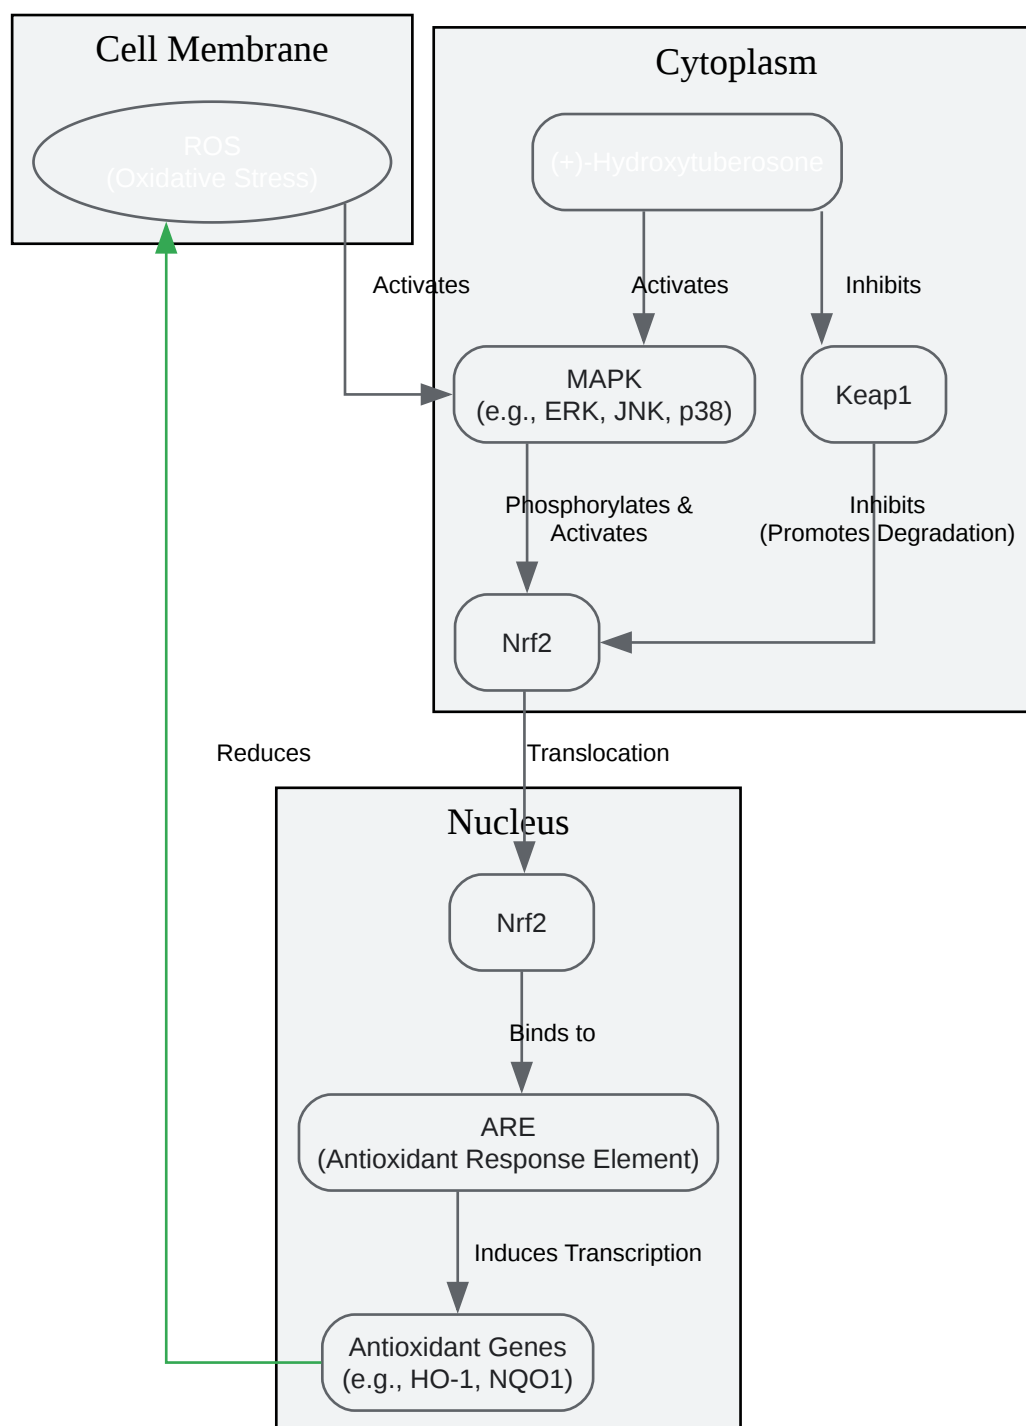 Cell Membrane
Cytoplasm
ROS
(Oxidative Stress)
(+)-Hydroxytuberosone
Activates
Activates
Inhibits
MAPK
(e.g., ERK, JNK, p38)
Keap1
Phosphorylates &
Activates
Inhibits
(Promotes Degradation)
Nrf2
Reduces
Translocation
Nucleus
Nrf2
Binds to
ARE
(Antioxidant Response Element)
Induces Transcription
Antioxidant Genes
(e.g., HO-1, NQO1)